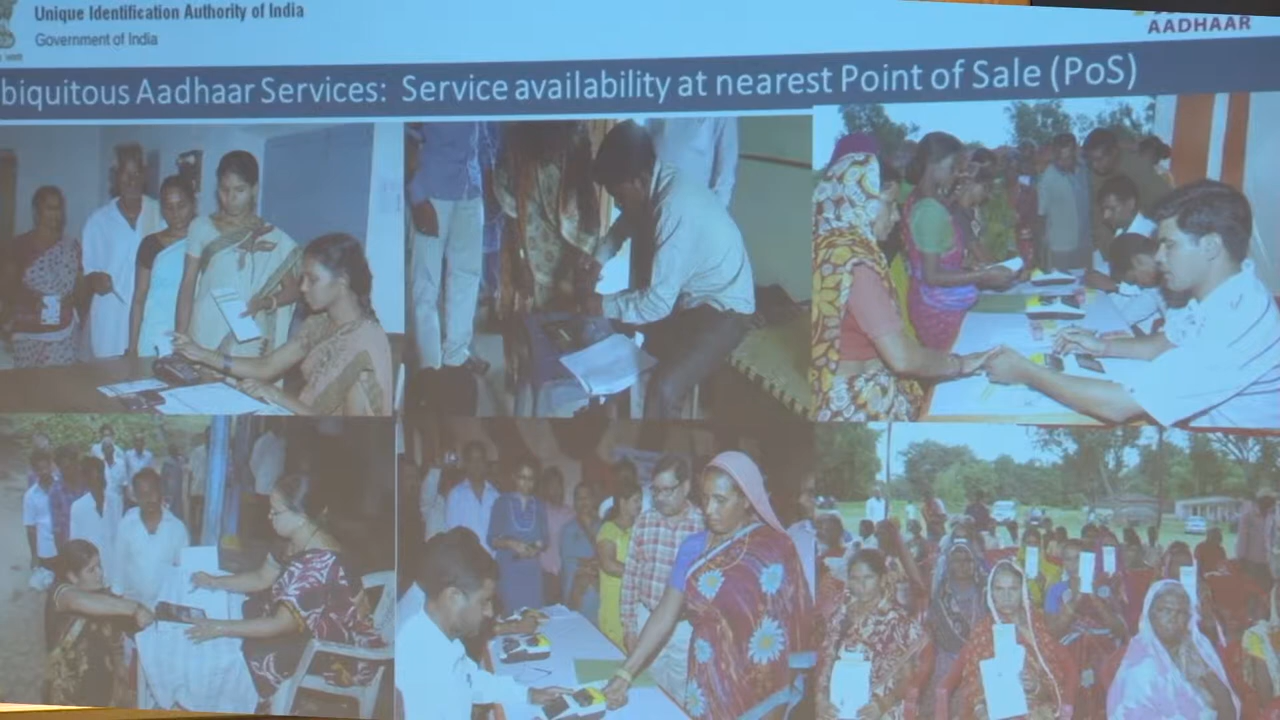 Unique Identification Authority of India
Government of India
AADHAAR
biquitous Aadhaar Services: Service availability at nearest Point of Sale (PoS)